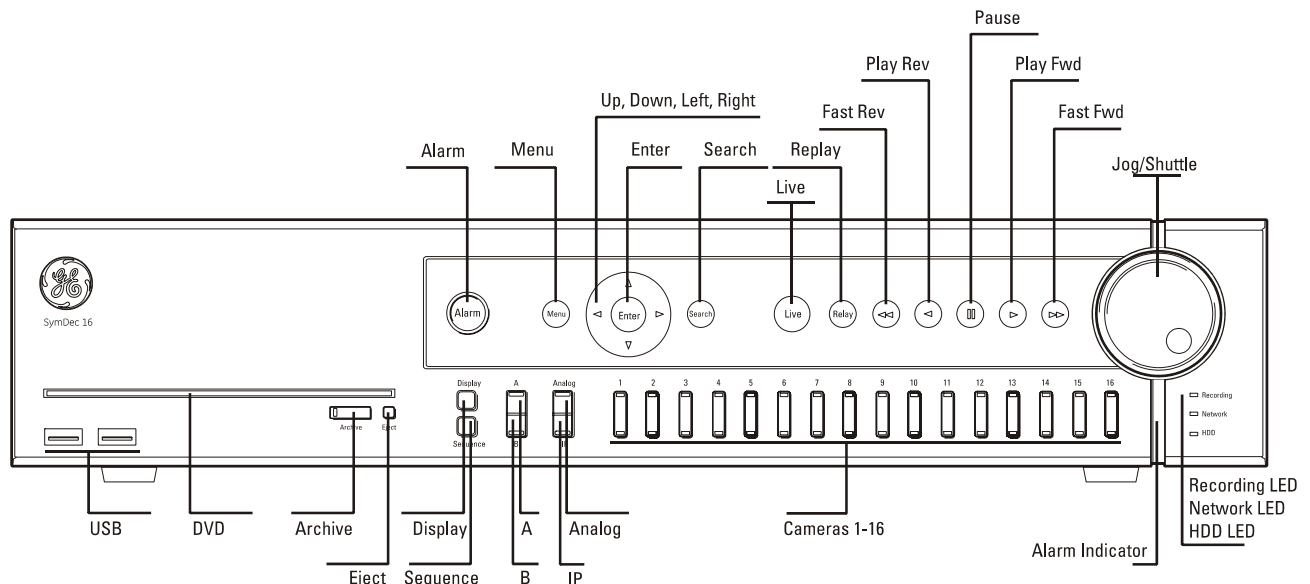 Pause
Play Rev
Play Fwd
Up, Down, Left, Right
Fast Rev
Fast Fwd
Alarm
Menu
Enter
Search
Replay
Jog/Shuttle
Live
GE
SymDec 16
Alarm
Menu
Enter
Search
Live
Relay
Display
A
Analog
1 2 3 4 5 6 7 8 9 10 11 12 13 14 15 16
Recording
Network
HDD
Archive
Eject
Sequence
B
USB
DVD
Archive
Display
A
Analog
Cameras 1-16
Recording LED
Network LED
HDD LED
Alarm Indicator
Eject
Sequence
B
IP